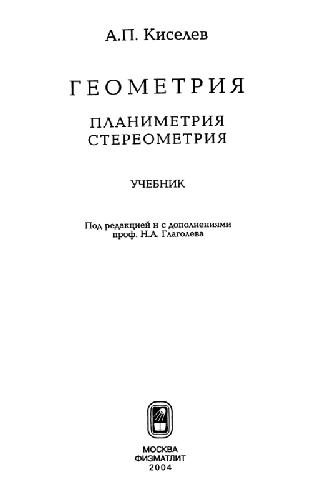 А.П. Киселев
ГЕОМЕТРИЯ
ПЛАНИМЕТРИЯ
СТЕРЕОМЕТРИЯ
УЧЕБНИК
Под редакцией и с дополнениями
проф. Н.А. Глаголева
МОСКВА
ФИЗМАТЛИТ
2004